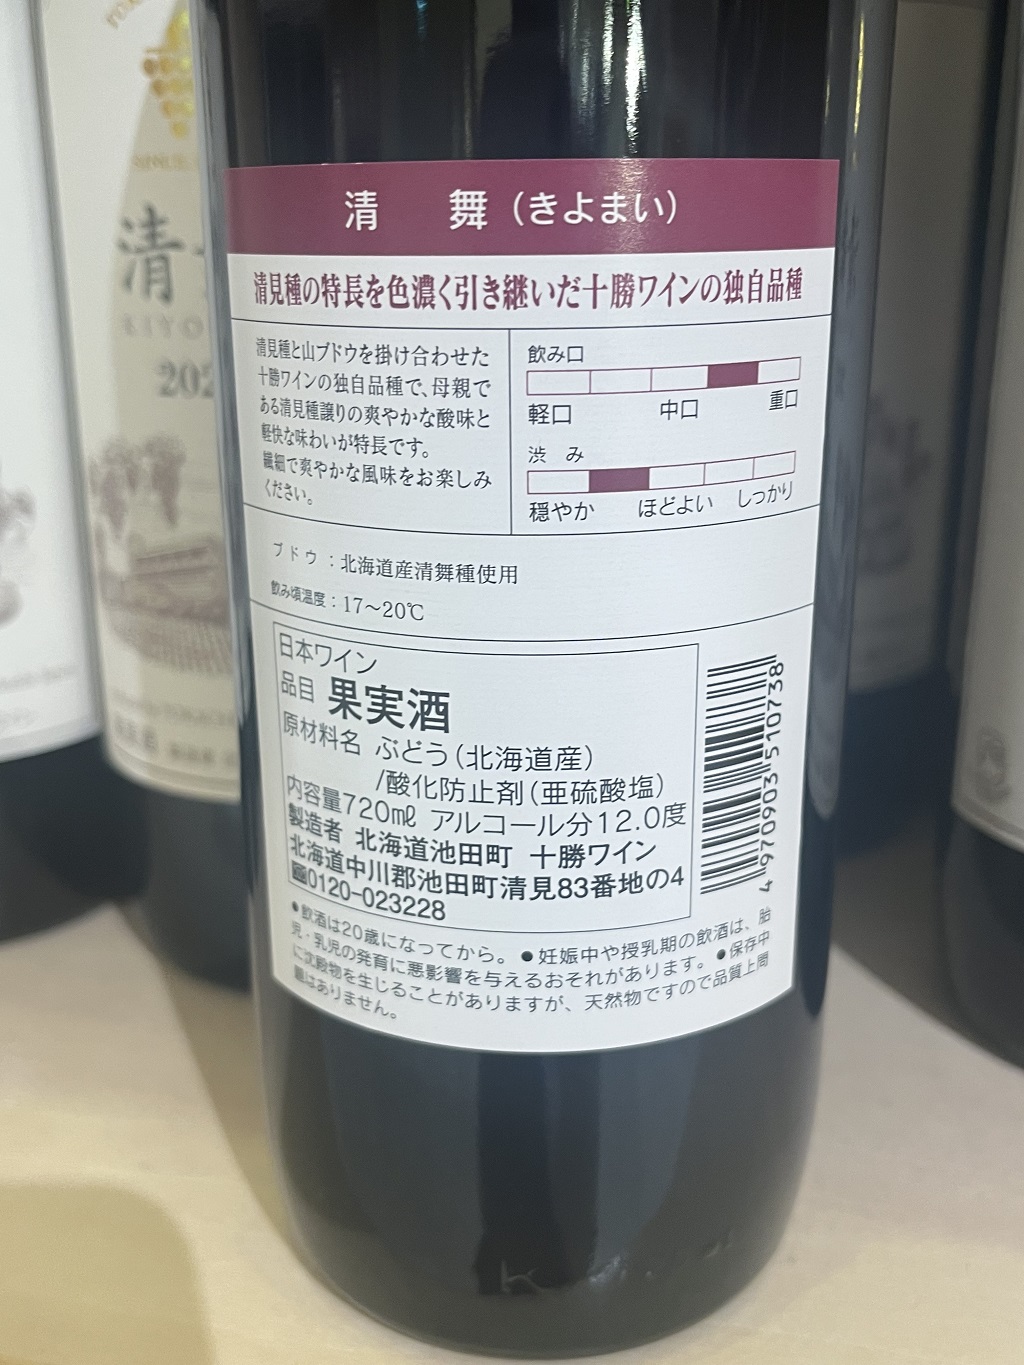 清
KIYO
202
清　舞（きよまい）
清見種の特長を色濃く引き継いだ十勝ワインの独自品種
清見種と山ブドウを掛け合わせた
十勝ワインの独自品種で、母親で
ある清見種譲りの爽やかな酸味と
軽快な味わいが特長です。
繊細で爽やかな風味をお楽しみ
ください。
飲み口
軽口 中口 重口
渋み
穏やか ほどよい しっかり
ブドウ：北海道産清舞種使用
飲み頃温度：17〜20℃
日本ワイン
品目 果実酒
原材料名 ぶどう（北海道産）
/酸化防止剤（亜硫酸塩）
内容量720㎖ アルコール分12.0度
製造者 北海道池田町 十勝ワイン
北海道中川郡池田町清見83番地の4
0120-023228
4 970903 510738
●飲酒は20歳になってから。●妊娠中や授乳期の飲酒は、胎
児・乳児の発育に悪影響を与えるおそれがあります。●保存中
に沈殿物を生じることがありますが、天然物ですので品質上問
題はありません。